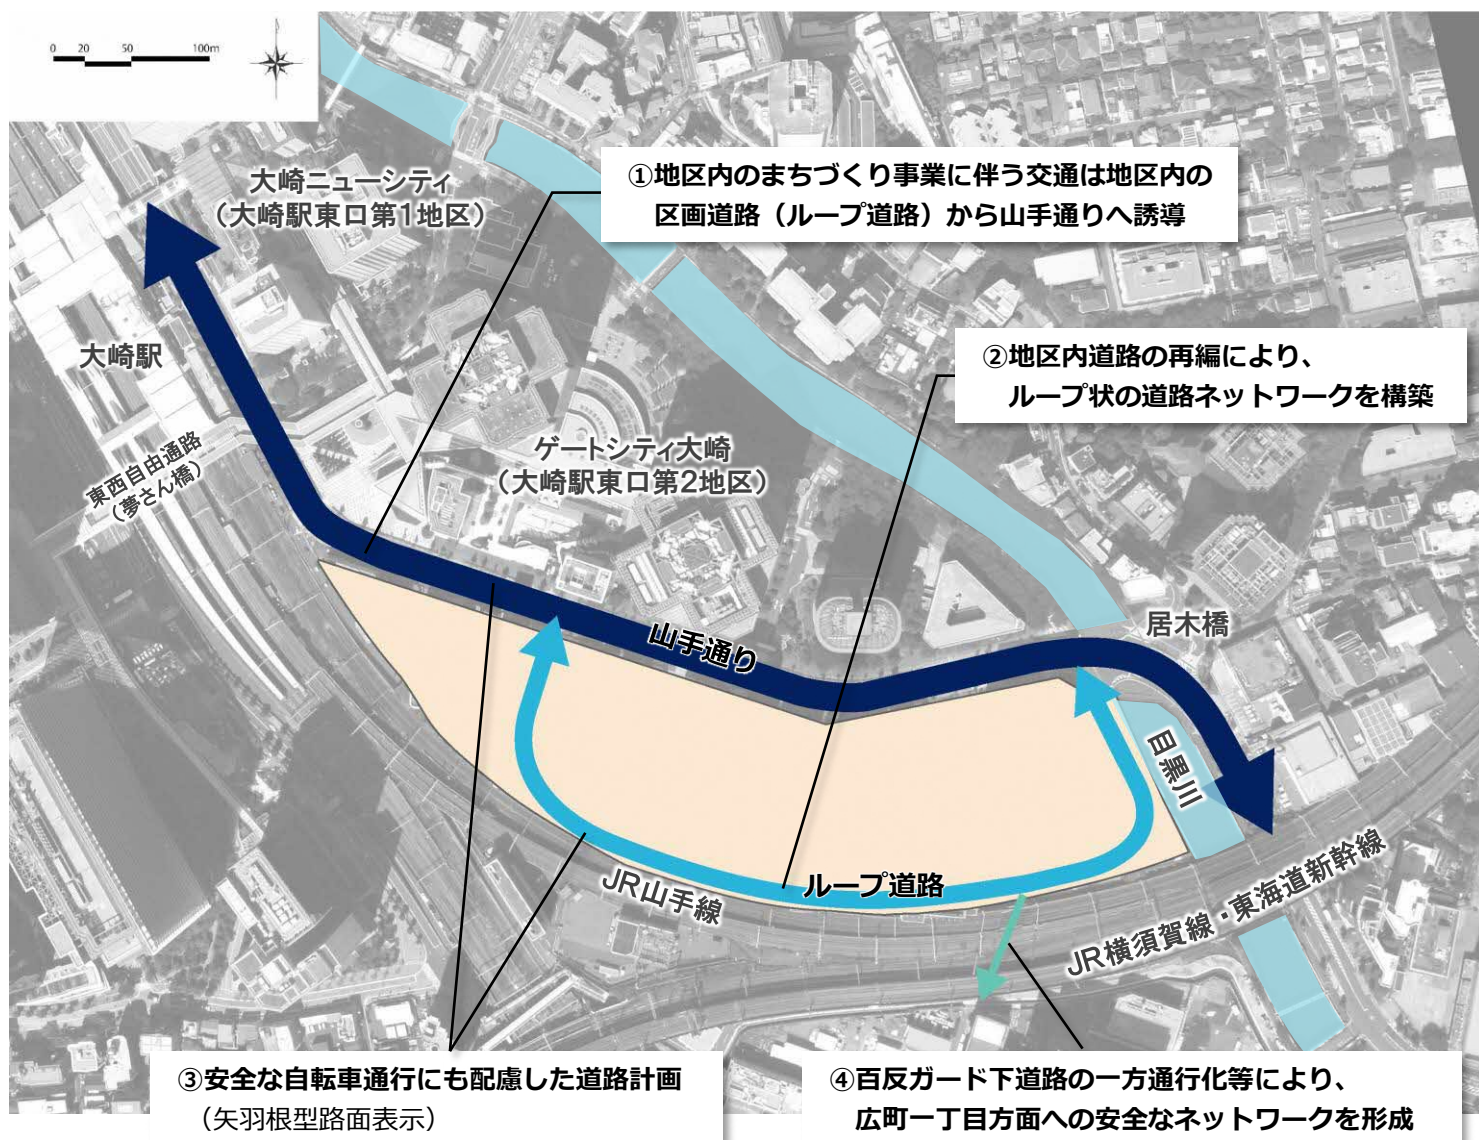 0 20 50 100m
①地区内のまちづくり事業に伴う交通は地区内の
区画道路（ループ道路）から山手通りへ誘導
大崎ニューシティ
（大崎駅東口第1地区）
②地区内道路の再編により、
ループ状の道路ネットワークを構築
大崎駅
東西自由通路
（夢さん橋）
ゲートシティ大崎
（大崎駅東口第2地区）
山手通り
居木橋
目黒川
ループ道路
JR山手線
JR横須賀線・東海道新幹線
③安全な自転車通行にも配慮した道路計画
（矢羽根型路面表示）
④百反ガード下道路の一方通行化等により、
広町一丁目方面への安全なネットワークを形成